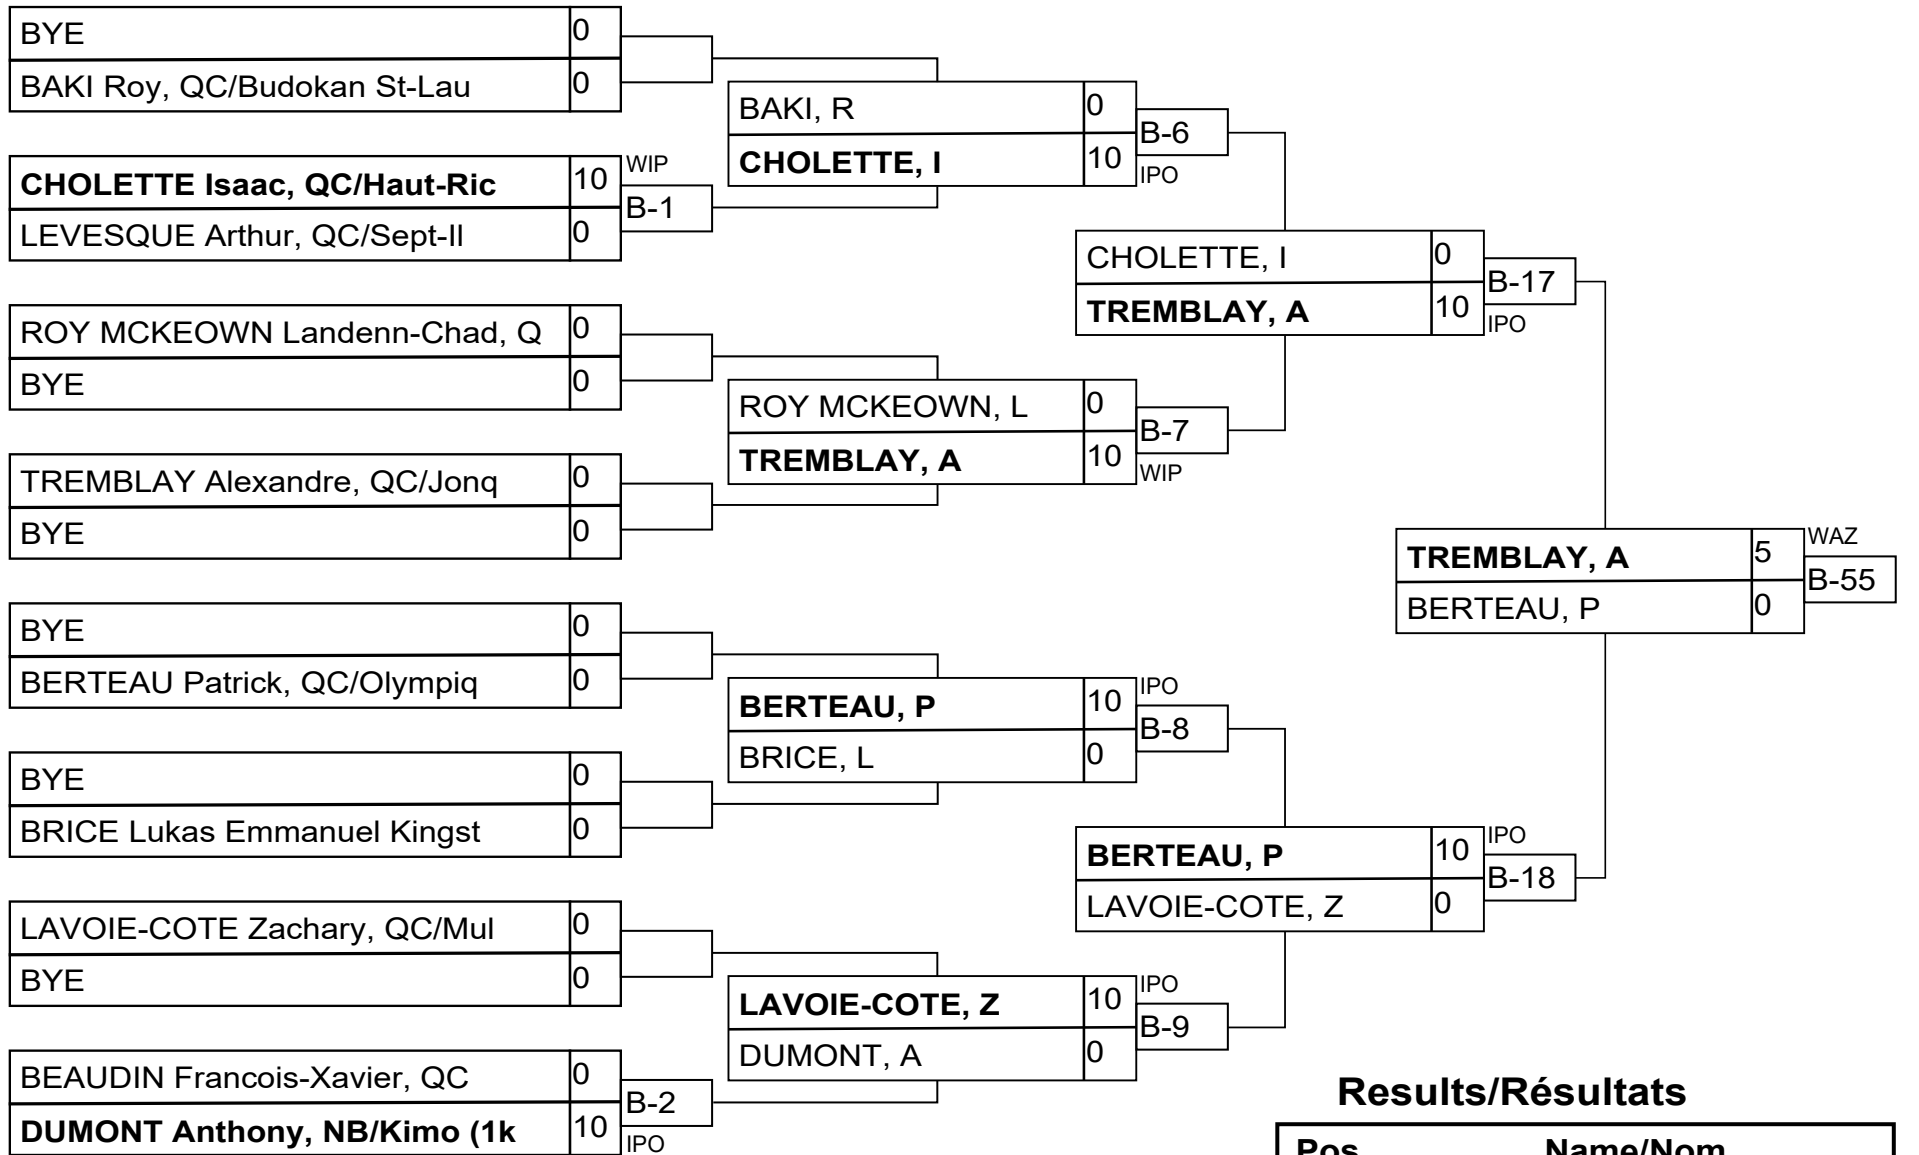 BYE 0
BAKI Roy, QC/Budokan St-Lau 0
CHOLETTE Isaac, QC/Haut-Ric 10 WIP
B-1
LEVESQUE Arthur, QC/Sept-Il 0
ROY MCKEOWN Landenn-Chad, Q 0
BYE 0
TREMBLAY Alexandre, QC/Jonq 0
BYE 0
BYE 0
BERTEAU Patrick, QC/Olympiq 0
BYE 0
BRICE Lukas Emmanuel Kingst 0
LAVOIE-COTE Zachary, QC/Mul 0
BYE 0
BEAUDIN Francois-Xavier, QC 0
B-2
DUMONT Anthony, NB/Kimo (1k 10 IPO
BAKI, R 0
B-6
CHOLETTE, I 10 IPO
ROY MCKEOWN, L 0
B-7
TREMBLAY, A 10 WIP
BERTEAU, P 10 IPO
B-8
BRICE, L 0
LAVOIE-COTE, Z 10 IPO
B-9
DUMONT, A 0
CHOLETTE, I 0
B-17
TREMBLAY, A 10 IPO
BERTEAU, P 10 IPO
B-18
LAVOIE-COTE, Z 0
TREMBLAY, A 5 WAZ
B-55
BERTEAU, P 0
Results/Résultats
Pos Name/Nom